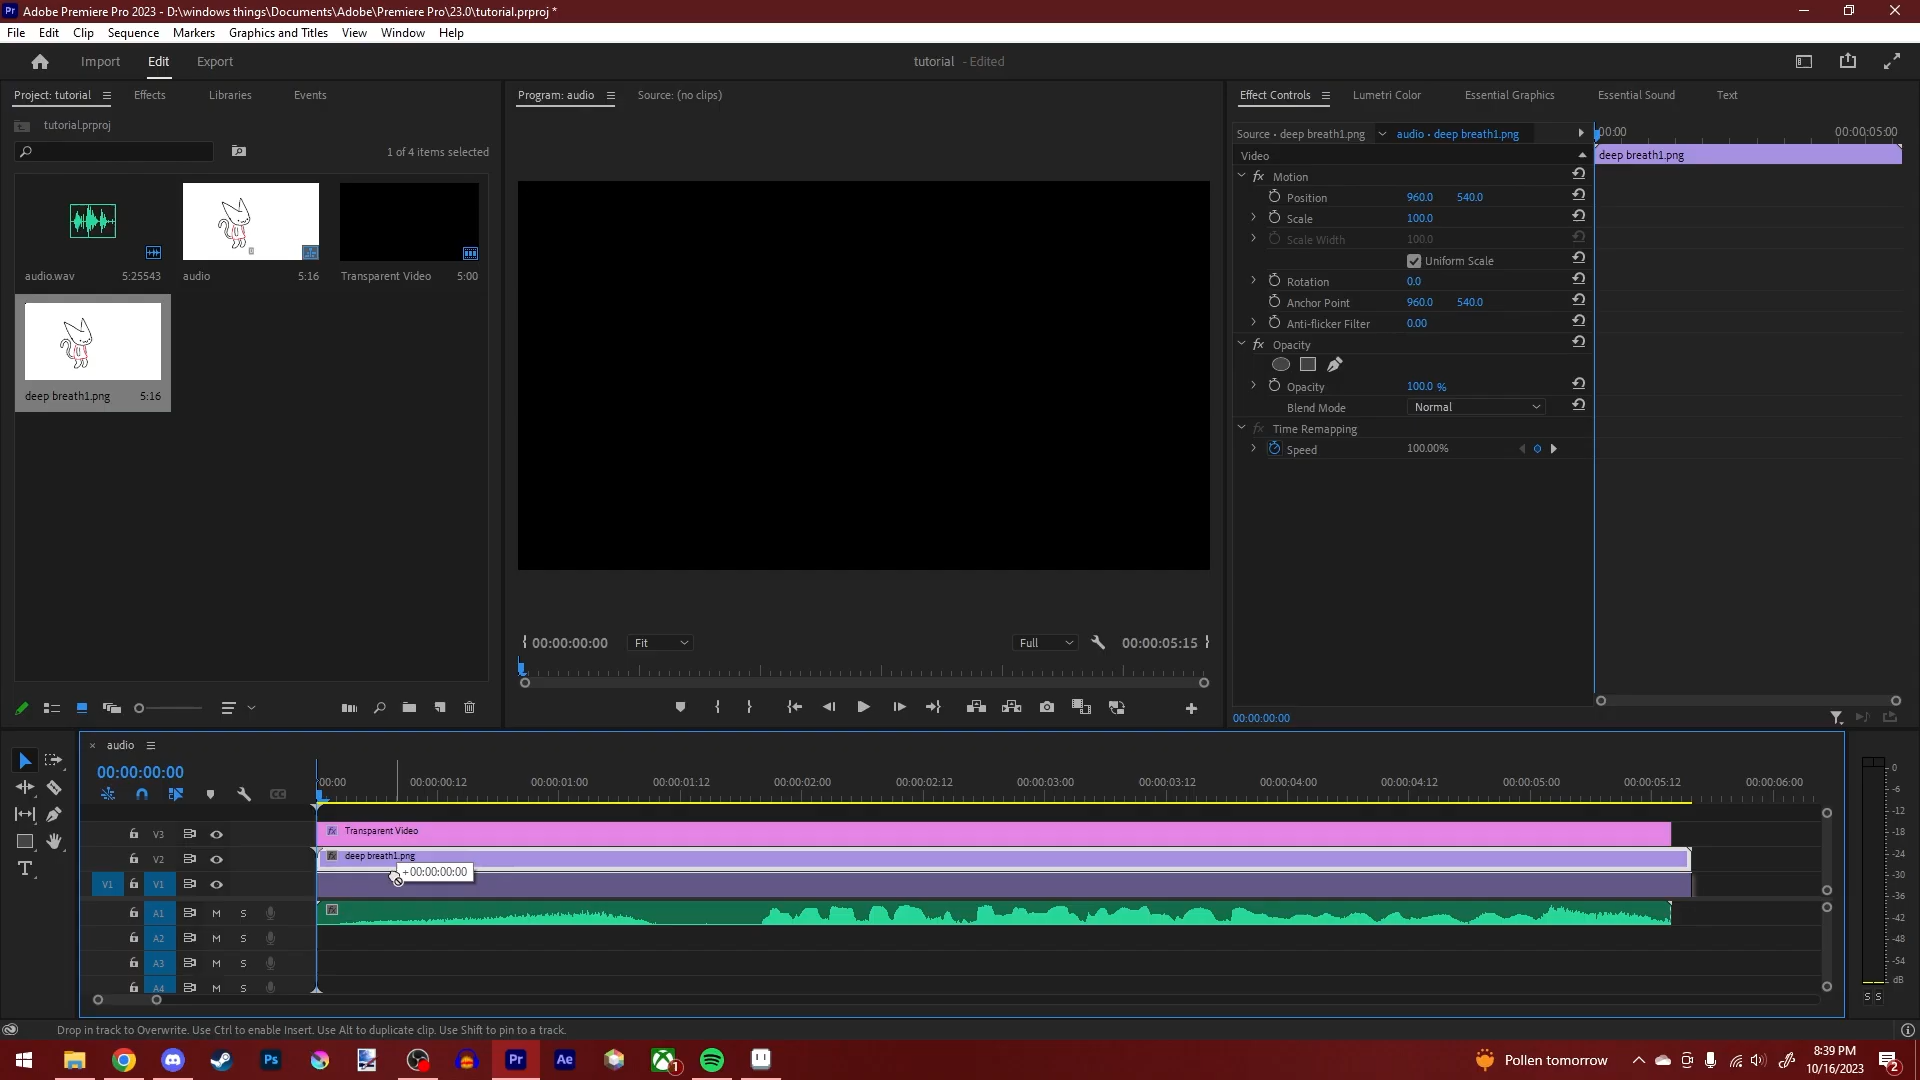 Adobe Premiere Pro 2023 - D:\windows things\Documents\Adobe\Premiere Pro\23.0\tutorial.prproj *
File Edit Clip Sequence Markers Graphics and Titles View Window Help
Import Edit Export
tutorial - Edited
Project: tutorial Effects Libraries Events
tutorial.prproj
1 of 4 items selected
audio.wav 5:25543
audio 5:16
Transparent Video 5:00
deep breath1.png 5:16
Program: audio Source: (no clips)
00:00:00:00 Fit Full 00:00:05:15
Effect Controls Lumetri Color Essential Graphics Essential Sound Text
Source • deep breath1.png audio • deep breath1.png
:00:00 00:00:05:00
Video deep breath1.png
fx Motion
Position 960.0 540.0
Scale 100.0
Scale Width 100.0
Uniform Scale
Rotation 0.0
Anchor Point 960.0 540.0
Anti-flicker Filter 0.00
fx Opacity
Opacity 100.0 %
Blend Mode Normal
fx Time Remapping
Speed 100.00%
00:00:00:00
audio
00:00:00:00
:00:00 00:00:00:12 00:00:01:00 00:00:01:12 00:00:02:00 00:00:02:12 00:00:03:00 00:00:03:12 00:00:04:00 00:00:04:12 00:00:05:00 00:00:05:12 00:00:06:00
V3 fx Transparent Video
V2 fx deep breath1.png
+00:00:00:00
V1 V1
A1 M S fx
A2 M S
A3 M S
A4 M S
0
-6
-12
-18
-24
-30
-36
-42
-48
-54
dB
S S
Drop in track to Overwrite. Use Ctrl to enable Insert. Use Alt to duplicate clip. Use Shift to pin to a track.
Ps Pr Ae 1
Pollen tomorrow
8:39 PM
10/16/2023
2